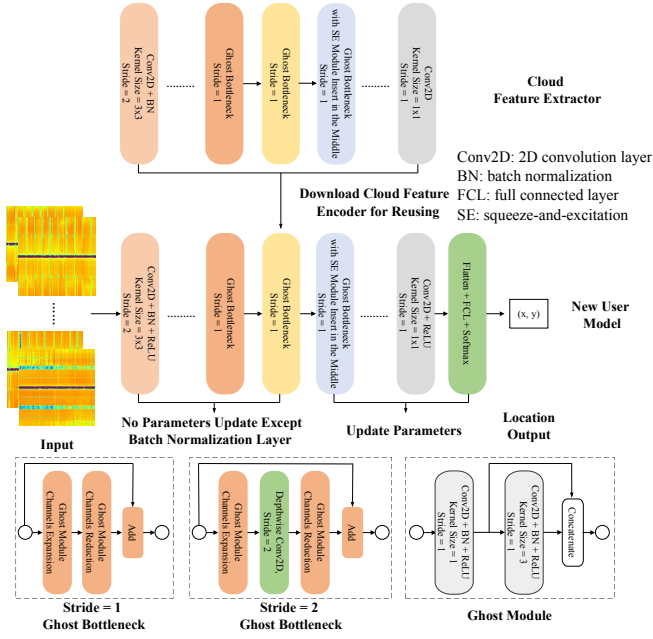 Conv2D + BN
Kernel Size = 3x3
Stride = 2
........
Ghost Bottleneck
Stride = 1
Ghost Bottleneck
Stride = 1
Ghost Bottleneck
with SE Module Insert in the Middle
Stride = 1
........
Conv2D
Kernel Size = 1x1
Stride = 1
Cloud
Feature Extractor
Conv2D: 2D convolution layer
BN: batch normalization
FCL: full connected layer
SE: squeeze-and-excitation
Download Cloud Feature
Encoder for Reusing
Conv2D + BN + ReLU
Kernel Size = 3x3
Stride = 2
........
Ghost Bottleneck
Stride = 1
Ghost Bottleneck
Stride = 1
Ghost Bottleneck
with SE Module Insert in the Middle
Stride = 1
........
Conv2D + ReLU
Kernel Size = 1x1
Stride = 1
Flatten + FCL + Softmax
(x, y)
New User
Model
Input
No Parameters Update Except
Batch Normalization Layer
Update Parameters
Location
Output
Ghost Module
Channels Expansion
Ghost Module
Channels Reduction
Add
Stride = 1
Ghost Bottleneck
Ghost Module
Channels Expansion
Depthwise Conv2D,
Stride = 2
Ghost Module
Channels Reduction
Add
Stride = 2
Ghost Bottleneck
Conv2D + BN + ReLU
Kernel Size = 1
Stride = 1
Conv2D + BN + ReLU
Kernel Size = 3
Stride = 1
Concatenate
Ghost Module